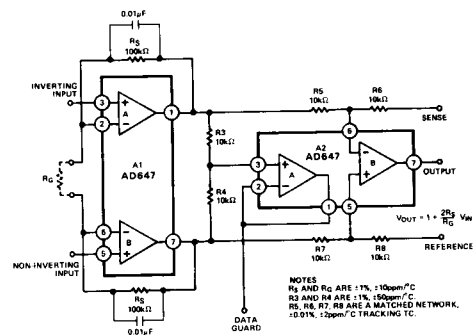 0.01µF
RS
100kΩ
INVERTING
INPUT
3
+
A
2
−
1
A1
AD647
RG
6
−
B
5
+
7
NON-INVERTING
INPUT
RS
100kΩ
0.01µF
R3
10kΩ
R4
10kΩ
R5
10kΩ
R6
10kΩ
SENSE
A2
AD647
3
+
A
2
−
1
6
−
B
+
5
7
OUTPUT
VOUT = 1 + 2RS/RG VIN
R7
10kΩ
R8
10kΩ
REFERENCE
DATA
GUARD
NOTES
RS AND RG ARE ±1%, ±10ppm/°C
R3 AND R4 ARE ±1%, ±50ppm/°C
R5, R6, R7, R8 ARE A MATCHED NETWORK,
±0.01%, ±2ppm/°C TRACKING TC.